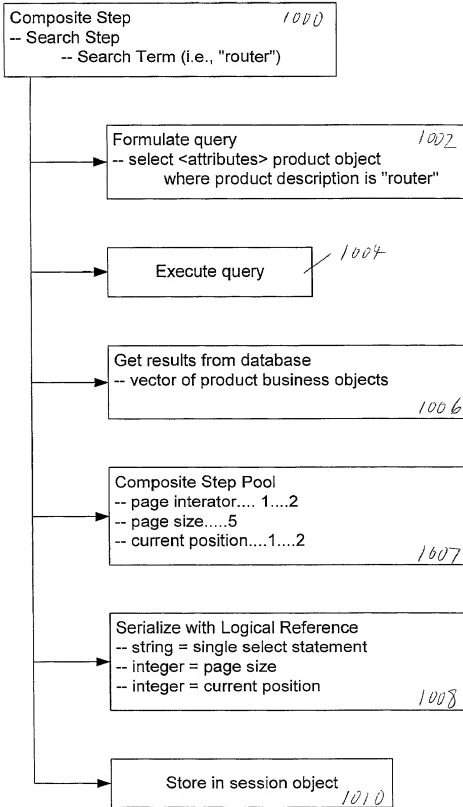 Composite Step 1000
-- Search Step
-- Search Term (i.e., "router")
Formulate query 1002
-- select <attributes> product object
where product description is "router"
Execute query 1004
Get results from database
-- vector of product business objects
1006
Composite Step Pool
-- page interator.... 1....2
-- page size.....5
-- current position....1....2
1007
Serialize with Logical Reference
-- string = single select statement
-- integer = page size
-- integer = current position
1008
Store in session object
1010